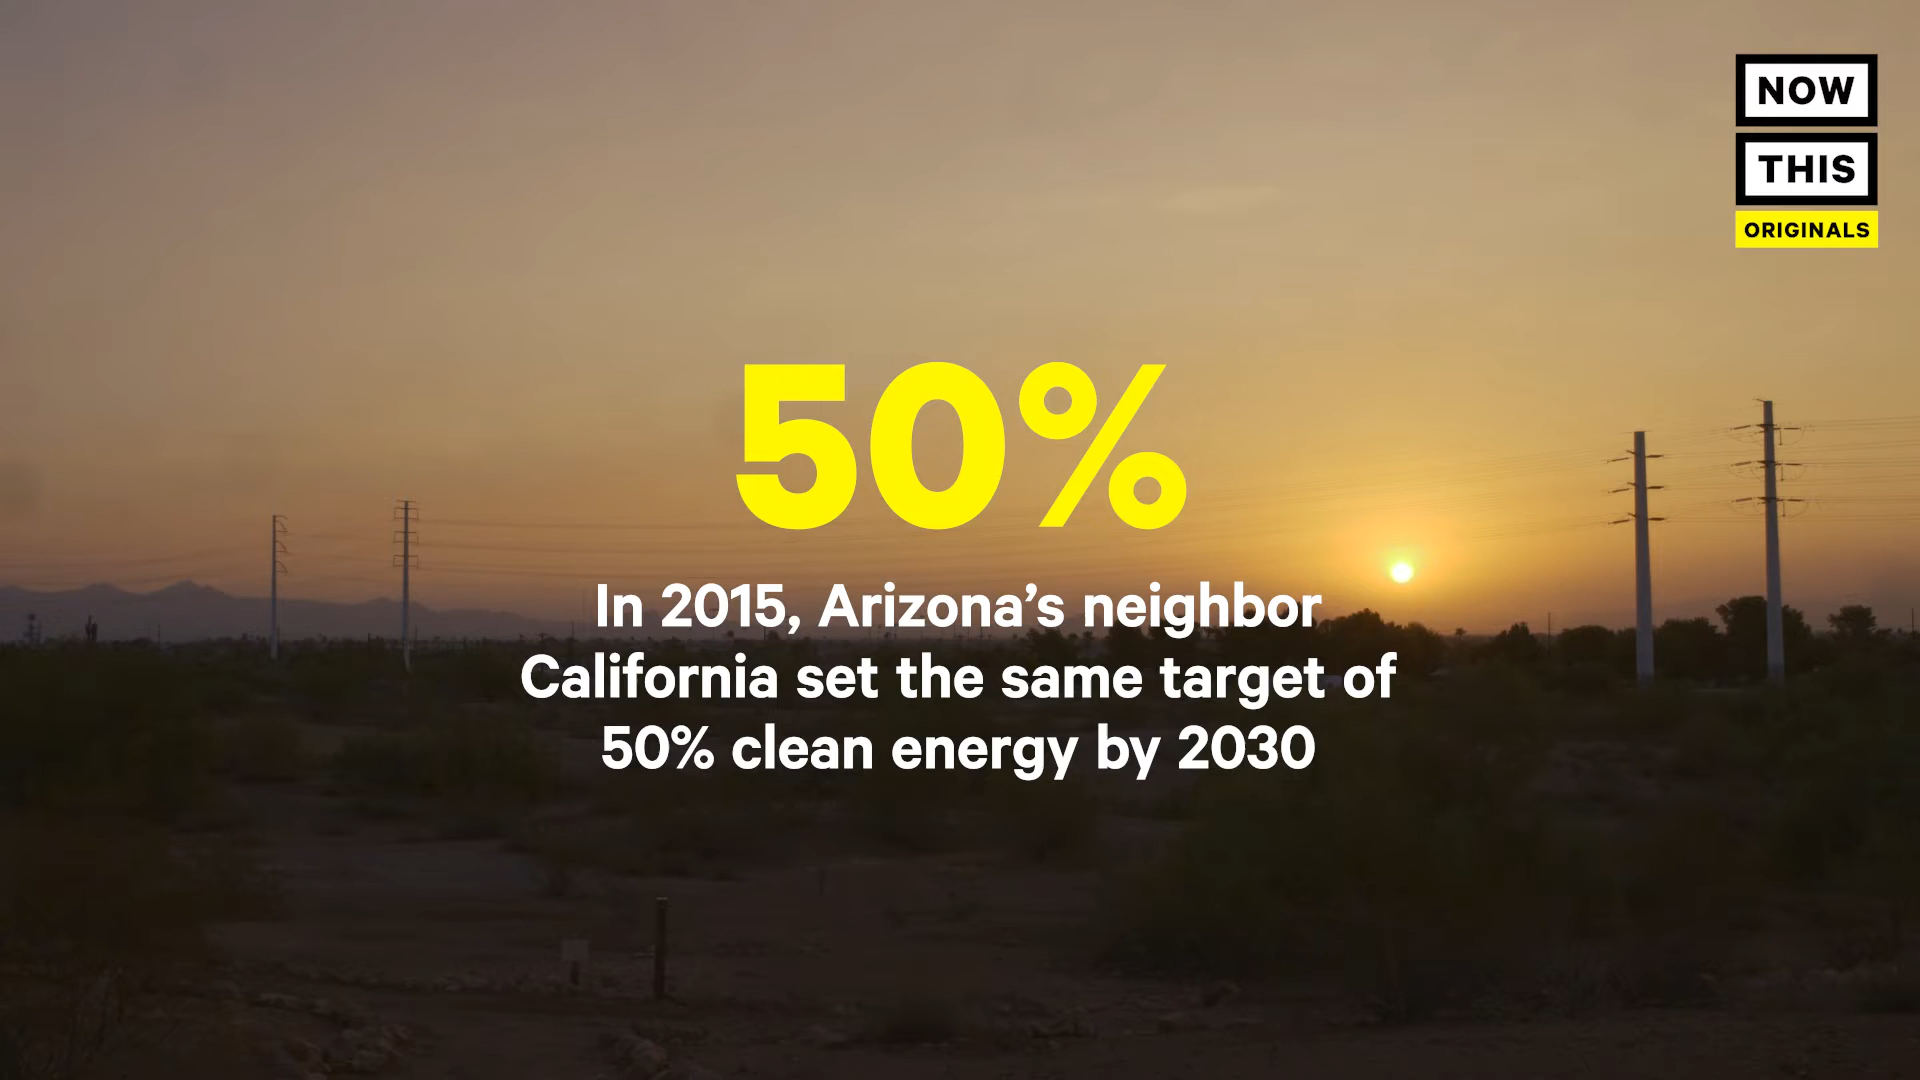 NOW
THIS
ORIGINALS
50%
In 2015, Arizona’s neighbor
California set the same target of
50% clean energy by 2030